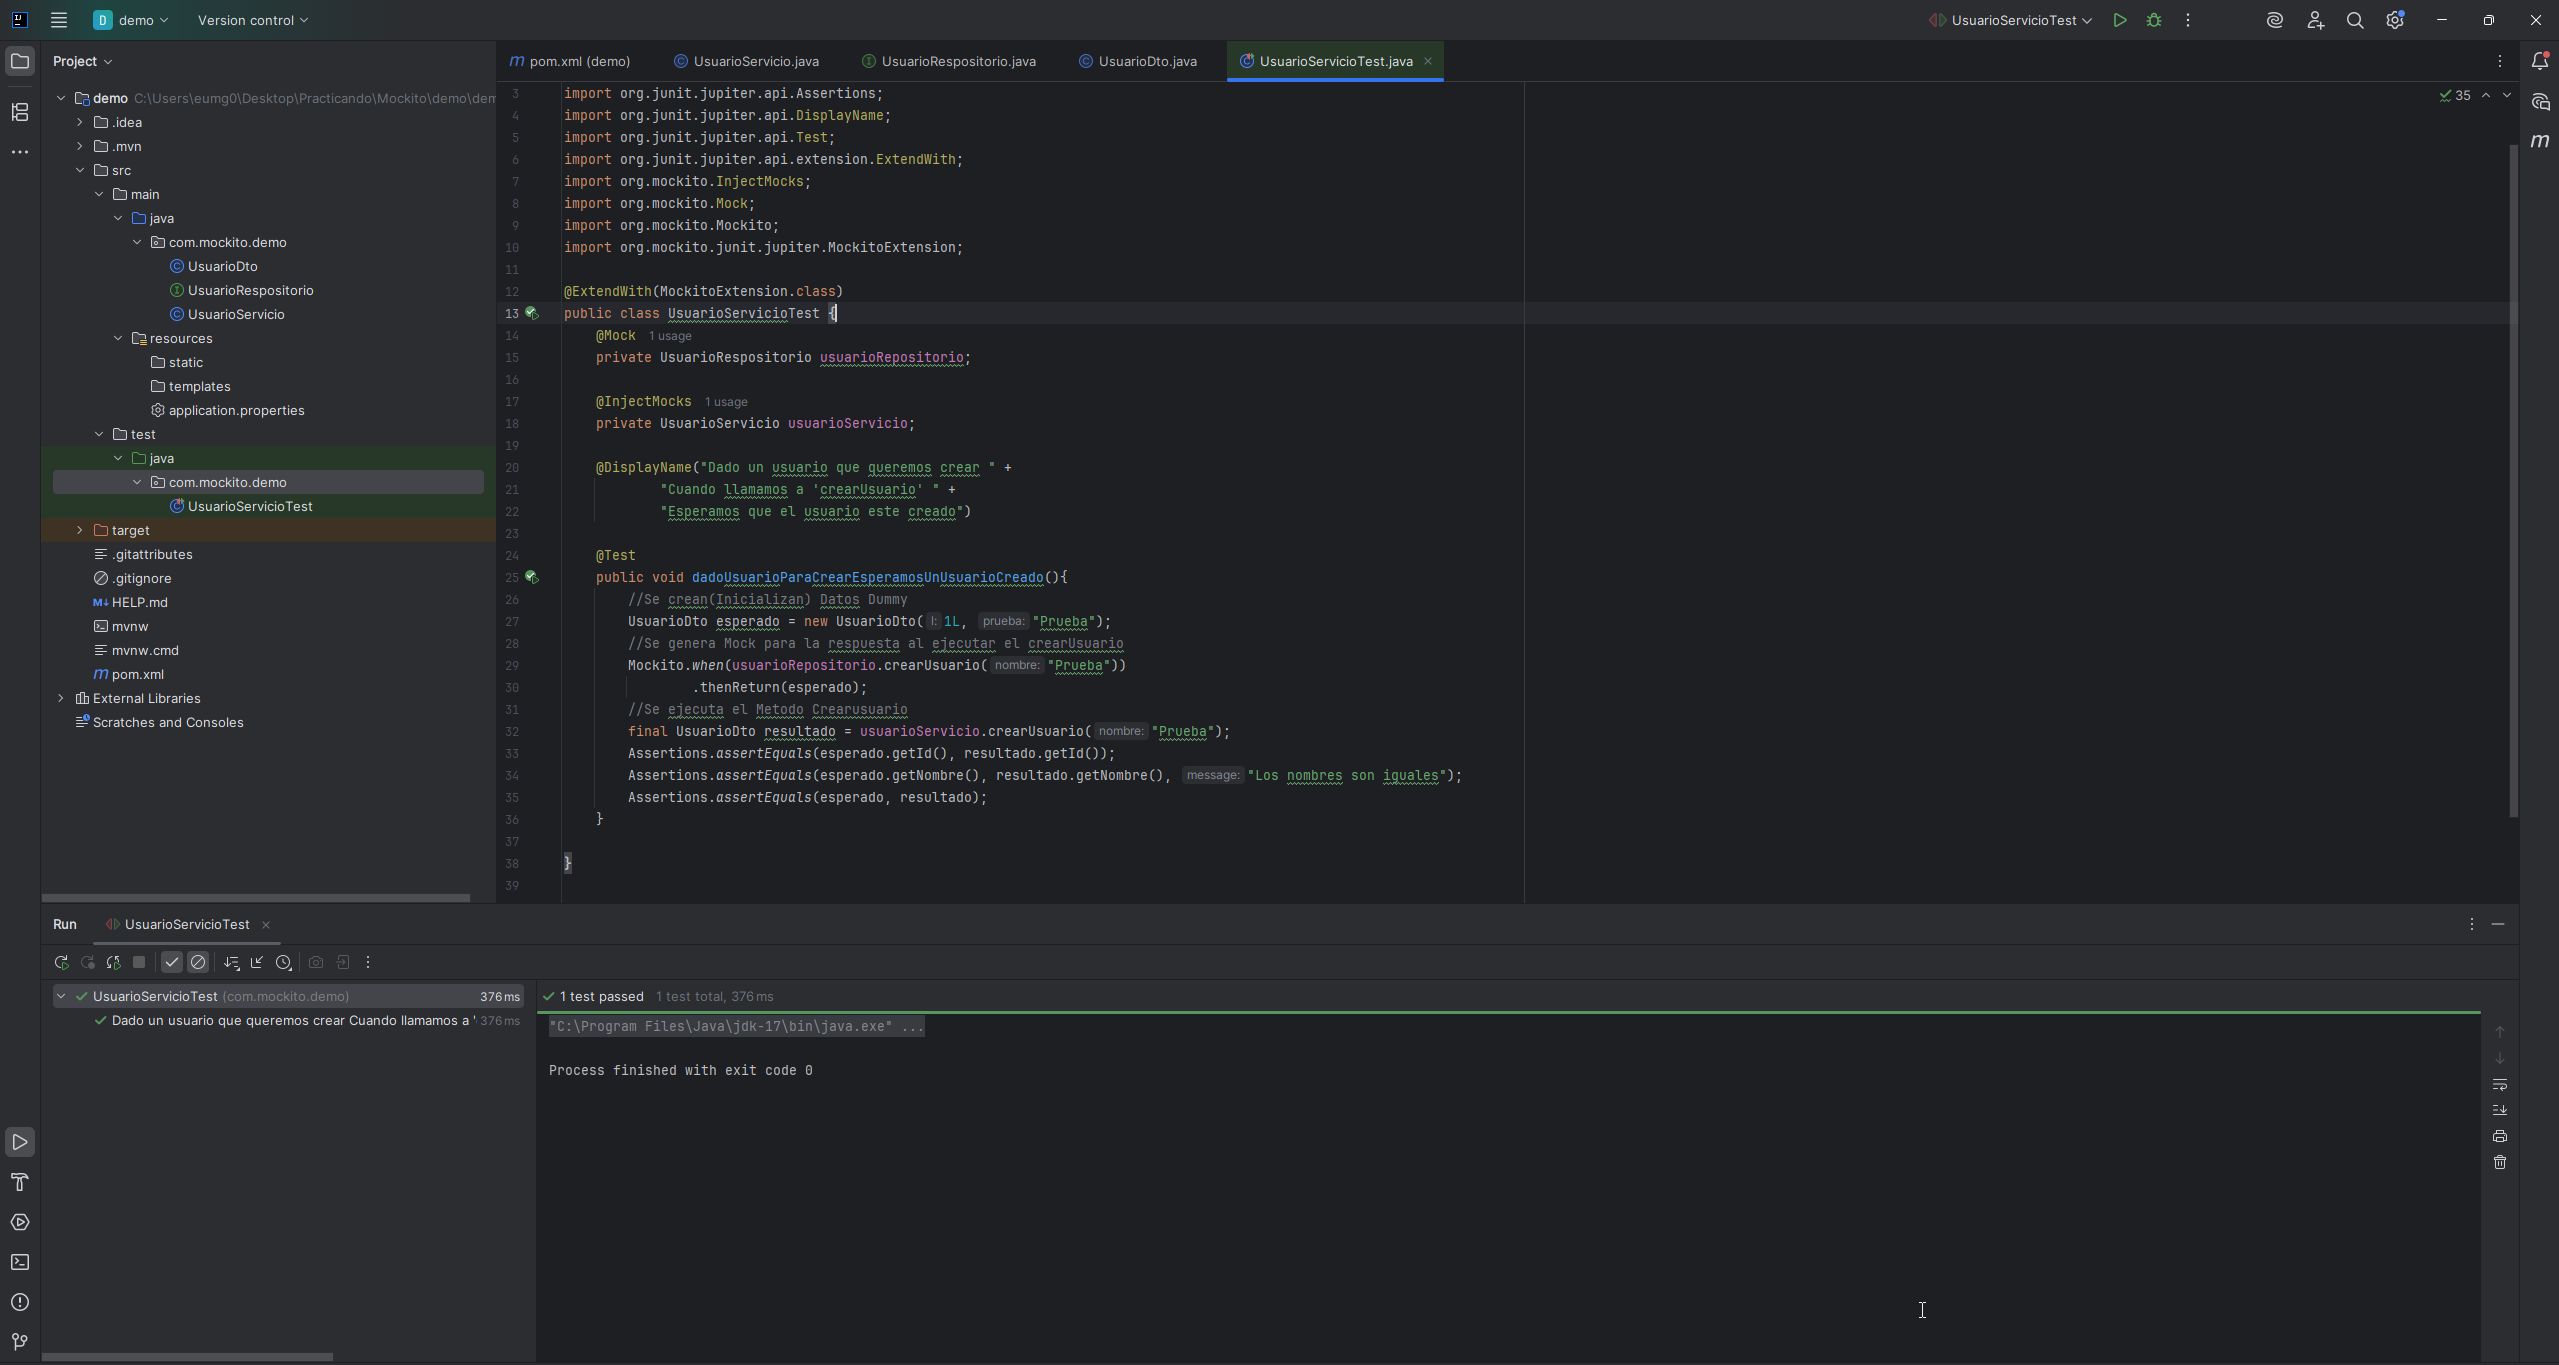 demo
Version control
UsuarioServicioTest
Project
pom.xml (demo)
UsuarioServicio.java
UsuarioRespositorio.java
UsuarioDto.java
UsuarioServicioTest.java
demo C:\Users\eumg0\Desktop\Practicando\Mockito\demo\dem
.idea
.mvn
src
main
java
com.mockito.demo
UsuarioDto
UsuarioRespositorio
UsuarioServicio
resources
static
templates
application.properties
test
java
com.mockito.demo
UsuarioServicioTest
target
.gitattributes
.gitignore
HELP.md
mvnw
mvnw.cmd
pom.xml
External Libraries
Scratches and Consoles
35
3 import org.junit.jupiter.api.Assertions;
4 import org.junit.jupiter.api.DisplayName;
5 import org.junit.jupiter.api.Test;
6 import org.junit.jupiter.api.extension.ExtendWith;
7 import org.mockito.InjectMocks;
8 import org.mockito.Mock;
9 import org.mockito.Mockito;
10 import org.mockito.junit.jupiter.MockitoExtension;
11
12 @ExtendWith(MockitoExtension.class)
13 public class UsuarioServicioTest {
14 @Mock 1 usage
15 private UsuarioRespositorio usuarioRepositorio;
16
17 @InjectMocks 1 usage
18 private UsuarioServicio usuarioServicio;
19
20 @DisplayName("Dado un usuario que queremos crear " +
21 "Cuando llamamos a 'crearUsuario' " +
22 "Esperamos que el usuario este creado")
23
24 @Test
25 public void dadoUsuarioParaCrearEsperamosUnUsuarioCreado(){
26 //Se crean(Inicializan) Datos Dummy
27 UsuarioDto esperado = new UsuarioDto( l: 1L, prueba: "Prueba");
28 //Se genera Mock para la respuesta al ejecutar el crearUsuario
29 Mockito.when(usuarioRepositorio.crearUsuario( nombre: "Prueba"))
30 .thenReturn(esperado);
31 //Se ejecuta el Metodo Crearusuario
32 final UsuarioDto resultado = usuarioServicio.crearUsuario( nombre: "Prueba");
33 Assertions.assertEquals(esperado.getId(), resultado.getId());
34 Assertions.assertEquals(esperado.getNombre(), resultado.getNombre(), message: "Los nombres son iguales");
35 Assertions.assertEquals(esperado, resultado);
36 }
37
38 }
39
Run
UsuarioServicioTest
UsuarioServicioTest (com.mockito.demo) 376 ms
Dado un usuario que queremos crear Cuando llamamos a ' 376 ms
1 test passed 1 test total, 376 ms
"C:\Program Files\Java\jdk-17\bin\java.exe" ...
Process finished with exit code 0